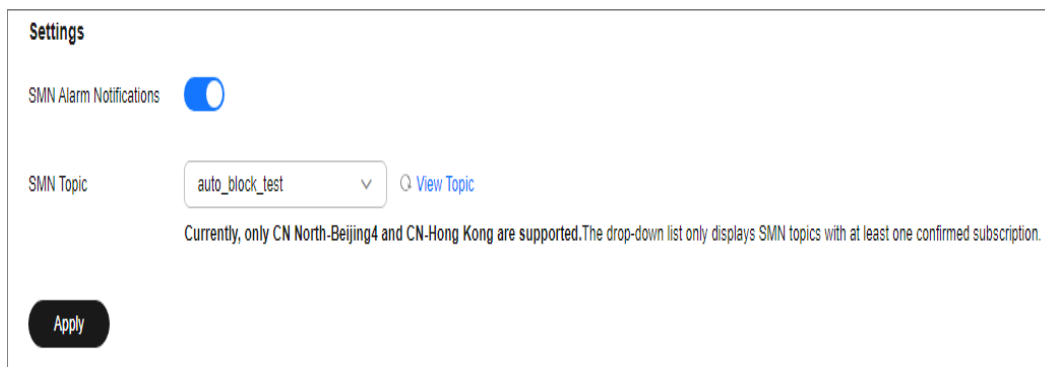 Settings
SMN Alarm Notifications
SMN Topic
auto_block_test
View Topic
Currently, only CN North-Beijing4 and CN-Hong Kong are supported.The drop-down list only displays SMN topics with at least one confirmed subscription.
Apply